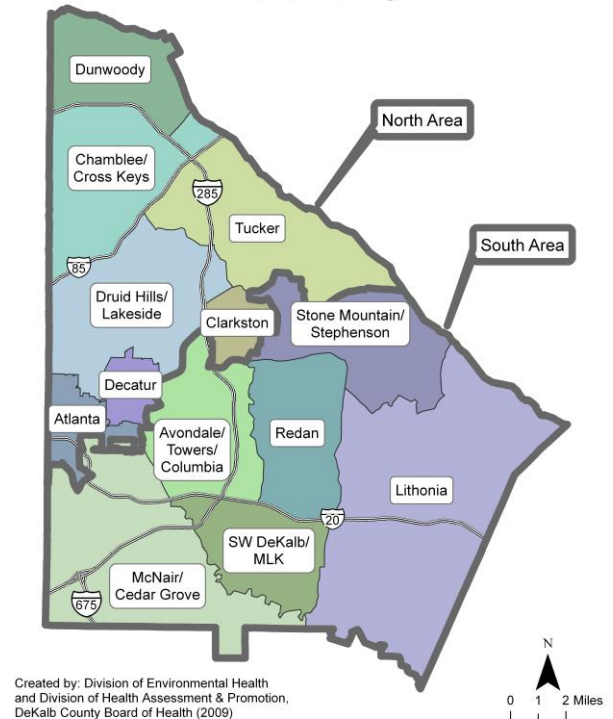 Dunwoody
North Area
Chamblee/
Cross Keys
285
Tucker
South Area
85
Druid Hills/
Lakeside
Clarkston
Stone Mountain/
Stephenson
Decatur
Atlanta
Avondale/
Towers/
Columbia
Redan
Lithonia
20
SW DeKalb/
MLK
McNair/
Cedar Grove
675
N
Created by: Division of Environmental Health
and Division of Health Assessment & Promotion,
DeKalb County Board of Health (2009)
0 1 2 Miles